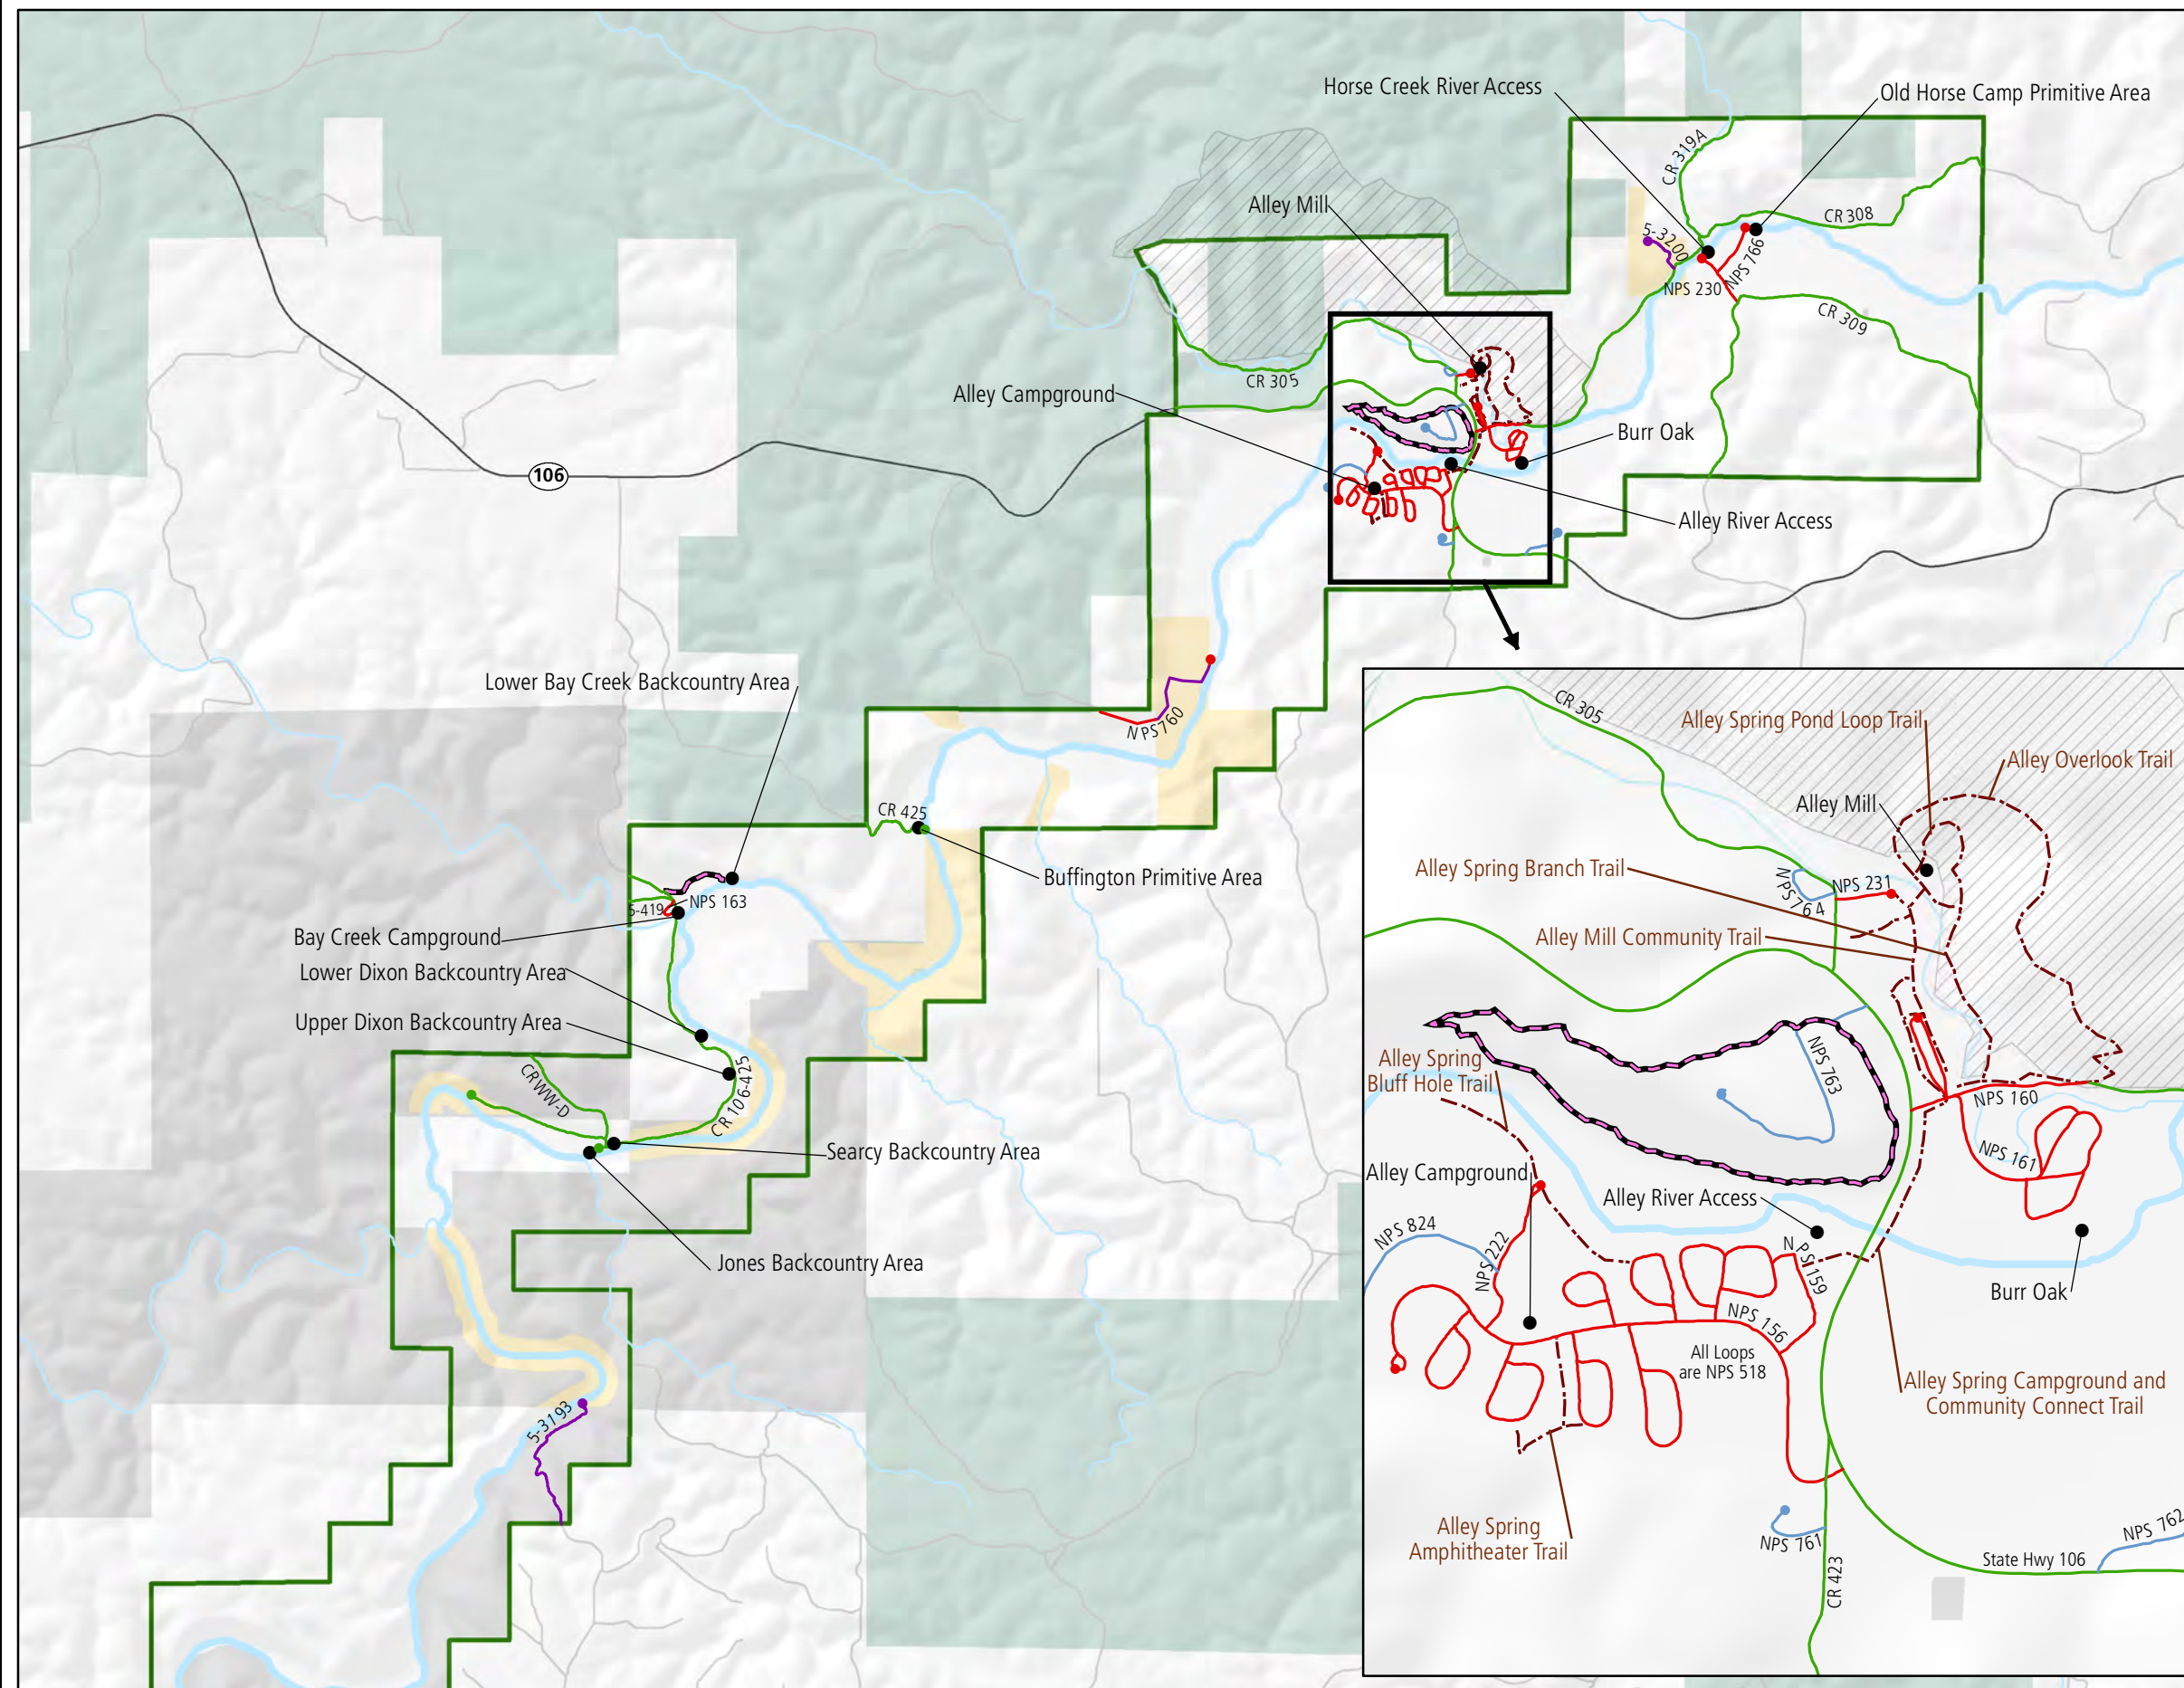 Horse Creek River Access
Old Horse Camp Primitive Area
CR 319A
Alley Mill
CR 308
5-3200
NPS 766
NPS 230
CR 309
CR 305
Alley Campground
Burr Oak
106
Alley River Access
Lower Bay Creek Backcountry Area
NPS760
CR 425
Buffington Primitive Area
NPS 163
5-419
Bay Creek Campground
Lower Dixon Backcountry Area
Upper Dixon Backcountry Area
CRWW-D
CR 106-425
Searcy Backcountry Area
Jones Backcountry Area
5-3193
CR 305
Alley Spring Pond Loop Trail
Alley Overlook Trail
Alley Mill
Alley Spring Branch Trail
NPS 764
NPS 231
Alley Mill Community Trail
Alley Spring
Bluff Hole Trail
NPS 763
NPS 160
NPS 161
Alley Campground
Alley River Access
NPS 824
NPS 222
NPS 159
Burr Oak
NPS 156
All Loops
are NPS 518
Alley Spring Campground and
Community Connect Trail
Alley Spring
Amphitheater Trail
NPS 761
NPS 762
State Hwy 106
CR 423